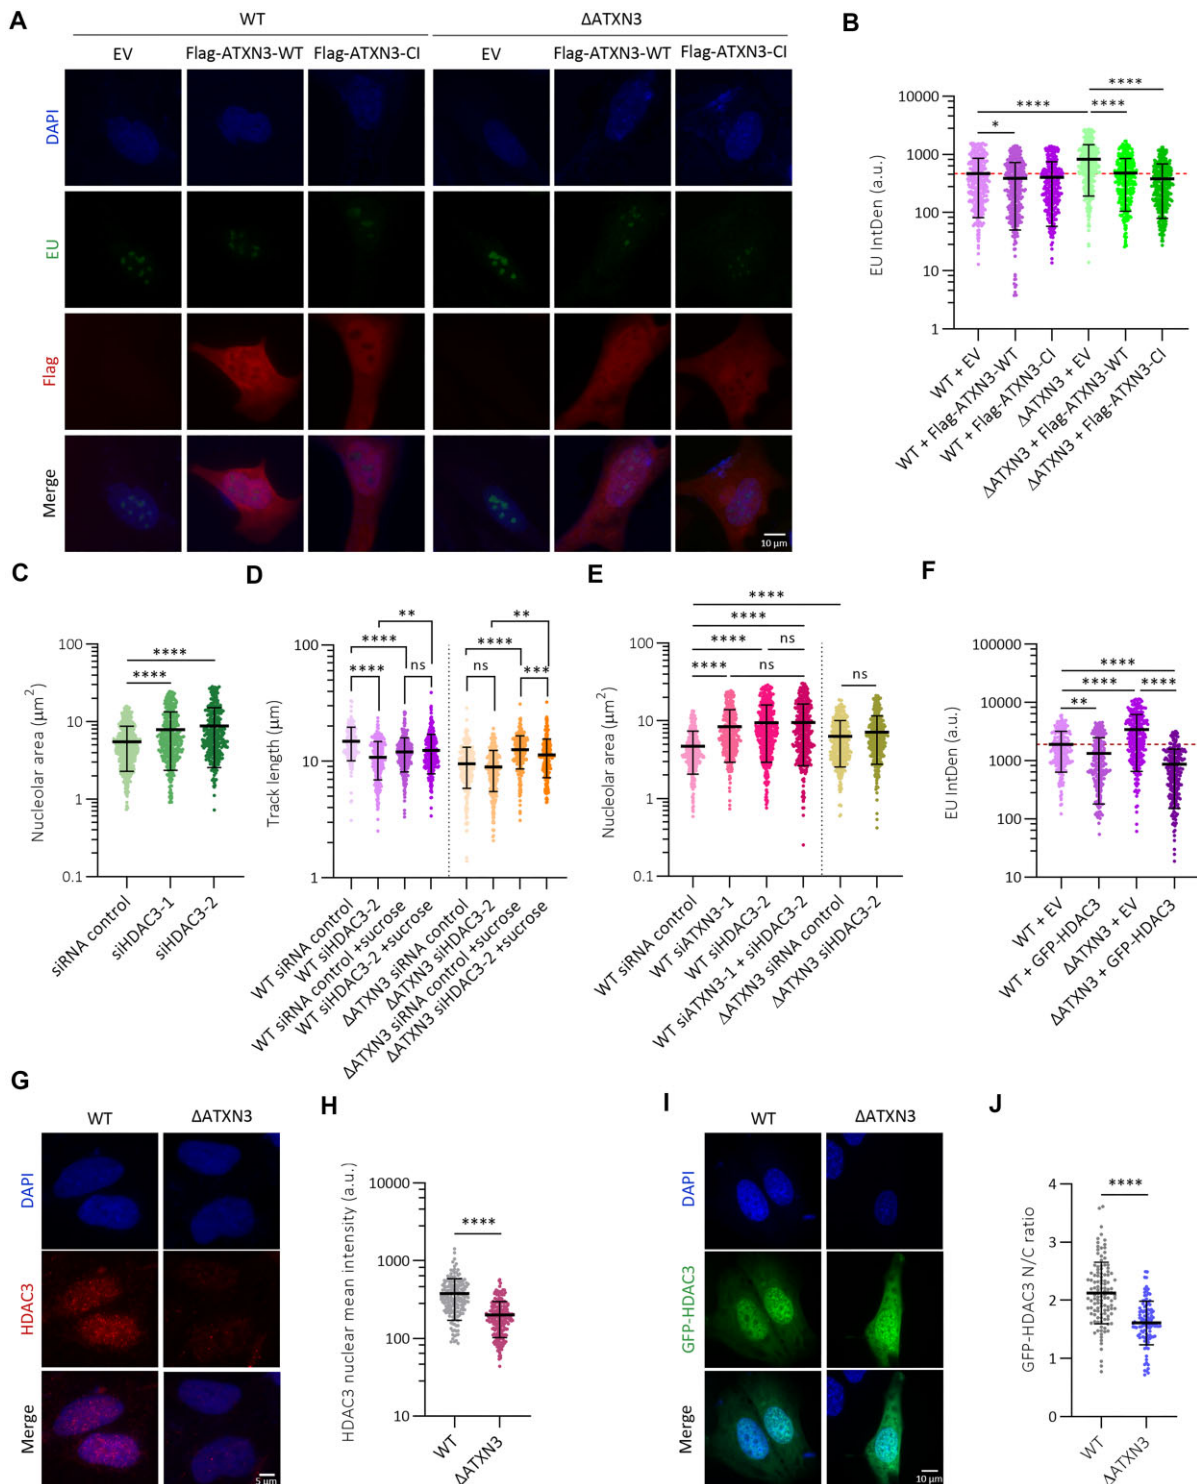 A
WT
ΔATXN3
EV
Flag-ATXN3-WT
Flag-ATXN3-CI
EV
Flag-ATXN3-WT
Flag-ATXN3-CI
DAPI
EU
Flag
Merge
10 μm
B
EU IntDen (a.u.)
10000
1000
100
10
1
****
*
****
****
WT + EV
WT + Flag-ATXN3-WT
WT + Flag-ATXN3-CI
ΔATXN3 + EV
ΔATXN3 + Flag-ATXN3-WT
ΔATXN3 + Flag-ATXN3-CI
C
Nucleolar area (μm²)
100
10
1
0.1
****
****
siRNA control
siHDAC3-1
siHDAC3-2
D
Track length (μm)
100
10
1
**
****
****
ns
**
****
ns
***
WT siRNA control
WT siHDAC3-2
WT siRNA control +sucrose
WT siHDAC3-2 +sucrose
ΔATXN3 siRNA control
ΔATXN3 siHDAC3-2
ΔATXN3 siRNA control +sucrose
ΔATXN3 siHDAC3-2 +sucrose
E
Nucleolar area (μm²)
100
10
1
0.1
****
****
****
ns
****
ns
ns
WT siRNA control
WT siATXN3-1
WT siHDAC3-2
WT siATXN3-1 + siHDAC3-2
ΔATXN3 siRNA control
ΔATXN3 siHDAC3-2
F
EU IntDen (a.u.)
100000
10000
1000
100
10
****
****
****
**
WT + EV
WT + GFP-HDAC3
ΔATXN3 + EV
ΔATXN3 + GFP-HDAC3
G
WT
ΔATXN3
DAPI
HDAC3
Merge
5 μm
H
HDAC3 nuclear mean intensity (a.u.)
10000
1000
100
10
****
WT
ΔATXN3
I
WT
ΔATXN3
DAPI
GFP-HDAC3
Merge
10 μm
J
GFP-HDAC3 N/C ratio
4
3
2
1
0
****
WT
ΔATXN3